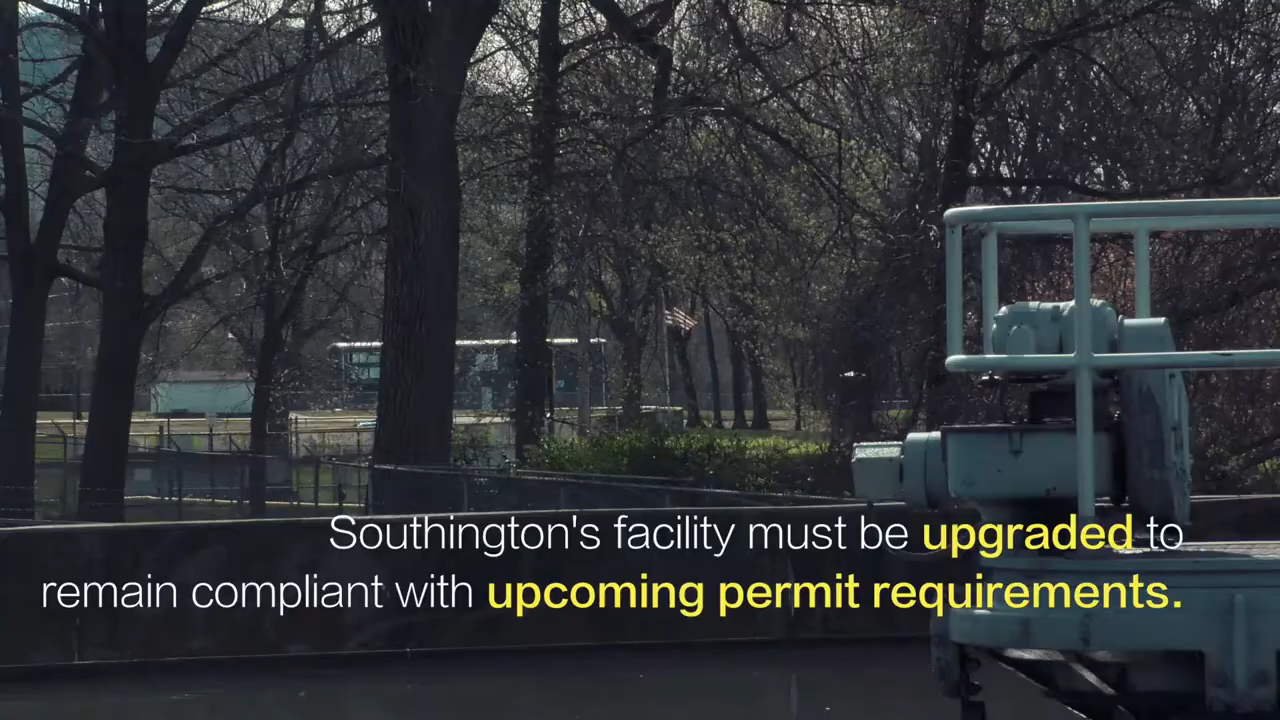 Southington's facility must be upgraded to
remain compliant with upcoming permit requirements.